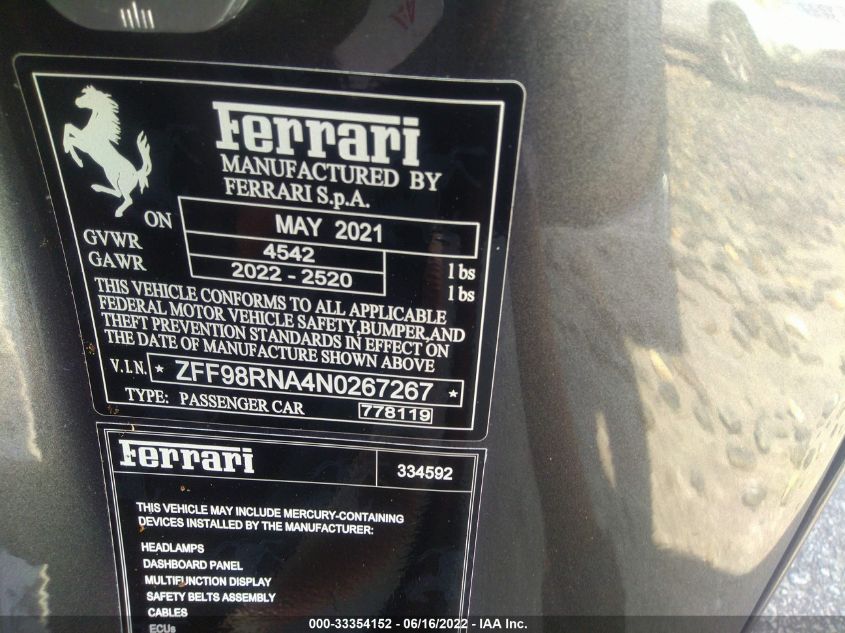 Ferrari
MANUFACTURED BY
FERRARI S.p.A.
ON MAY 2021
GVWR 4542 lbs
GAWR 2022 - 2520 lbs
THIS VEHICLE CONFORMS TO ALL APPLICABLE
FEDERAL MOTOR VEHICLE SAFETY,BUMPER,AND
THEFT PREVENTION STANDARDS IN EFFECT ON
THE DATE OF MANUFACTURE SHOWN ABOVE
V.I.N. * ZFF98RNA4N0267267 *
TYPE: PASSENGER CAR 778119
Ferrari 334592
THIS VEHICLE MAY INCLUDE MERCURY-CONTAINING
DEVICES INSTALLED BY THE MANUFACTURER:
HEADLAMPS
DASHBOARD PANEL
MULTIFUNCTION DISPLAY
SAFETY BELTS ASSEMBLY
CABLES
ECUs
000-33354152 - 06/16/2022 - IAA Inc.